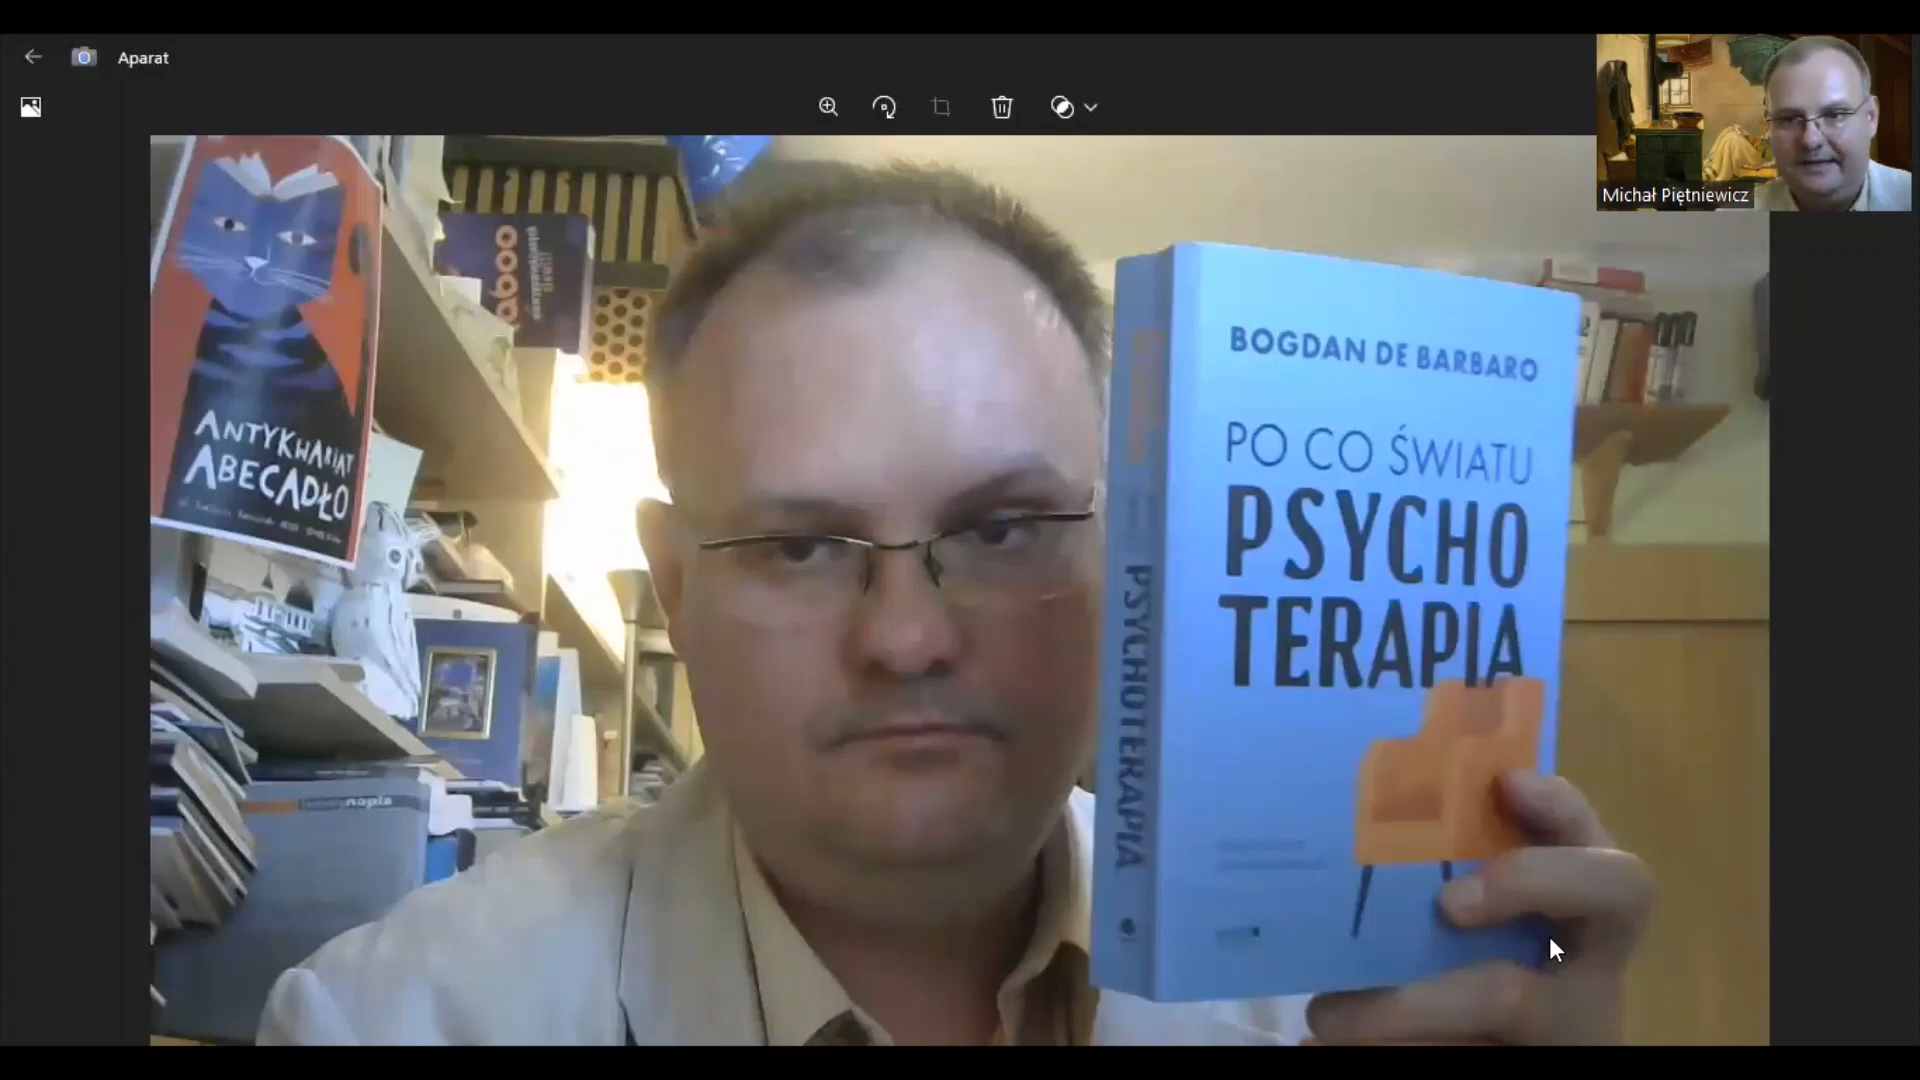 Aparat
Michał Piętniewicz
BOGDAN DE BARBARO
PO CO ŚWIATU
PSYCHO
TERAPIA
PSYCHOTERAPIA
ANTYKWARIAT
ABECADŁO